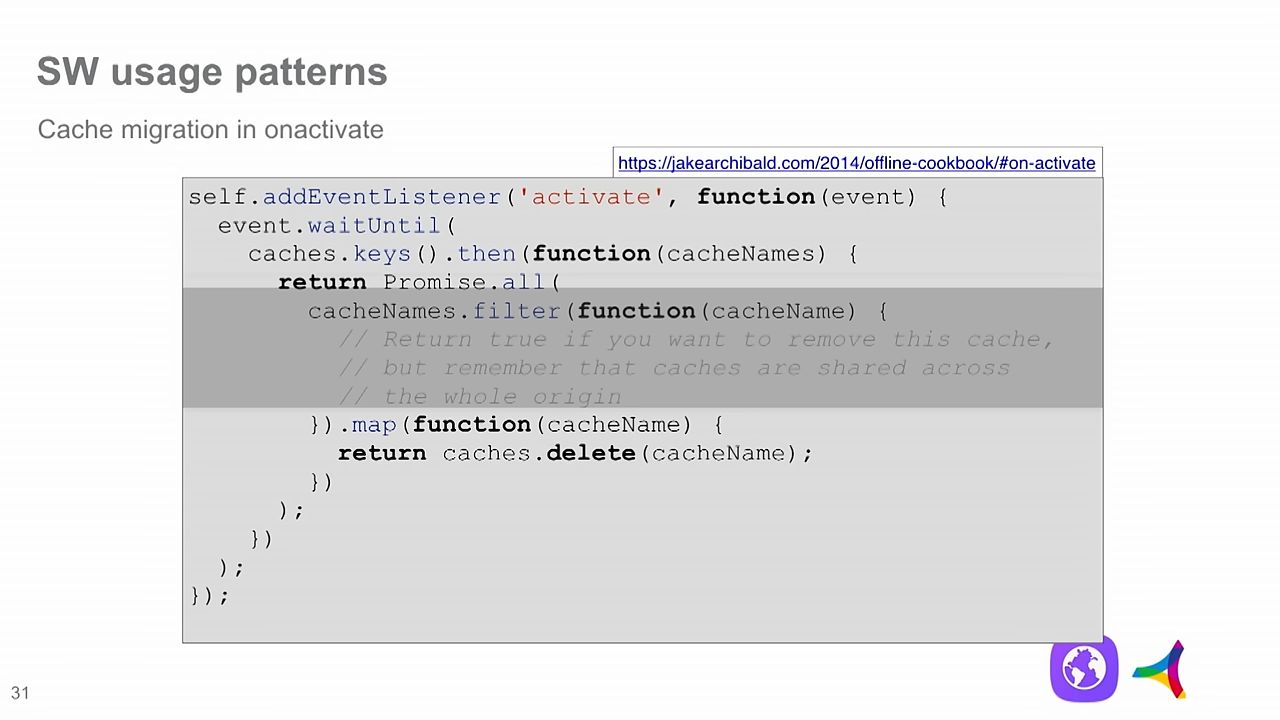 SW usage patterns
Cache migration in onactivate
https://jakearchibald.com/2014/offline-cookbook/#on-activate
self.addEventListener('activate', function(event) {
  event.waitUntil(
    caches.keys().then(function(cacheNames) {
      return Promise.all(
        cacheNames.filter(function(cacheName) {
          // Return true if you want to remove this cache,
          // but remember that caches are shared across
          // the whole origin
        }).map(function(cacheName) {
          return caches.delete(cacheName);
        })
      );
    })
  );
});
31